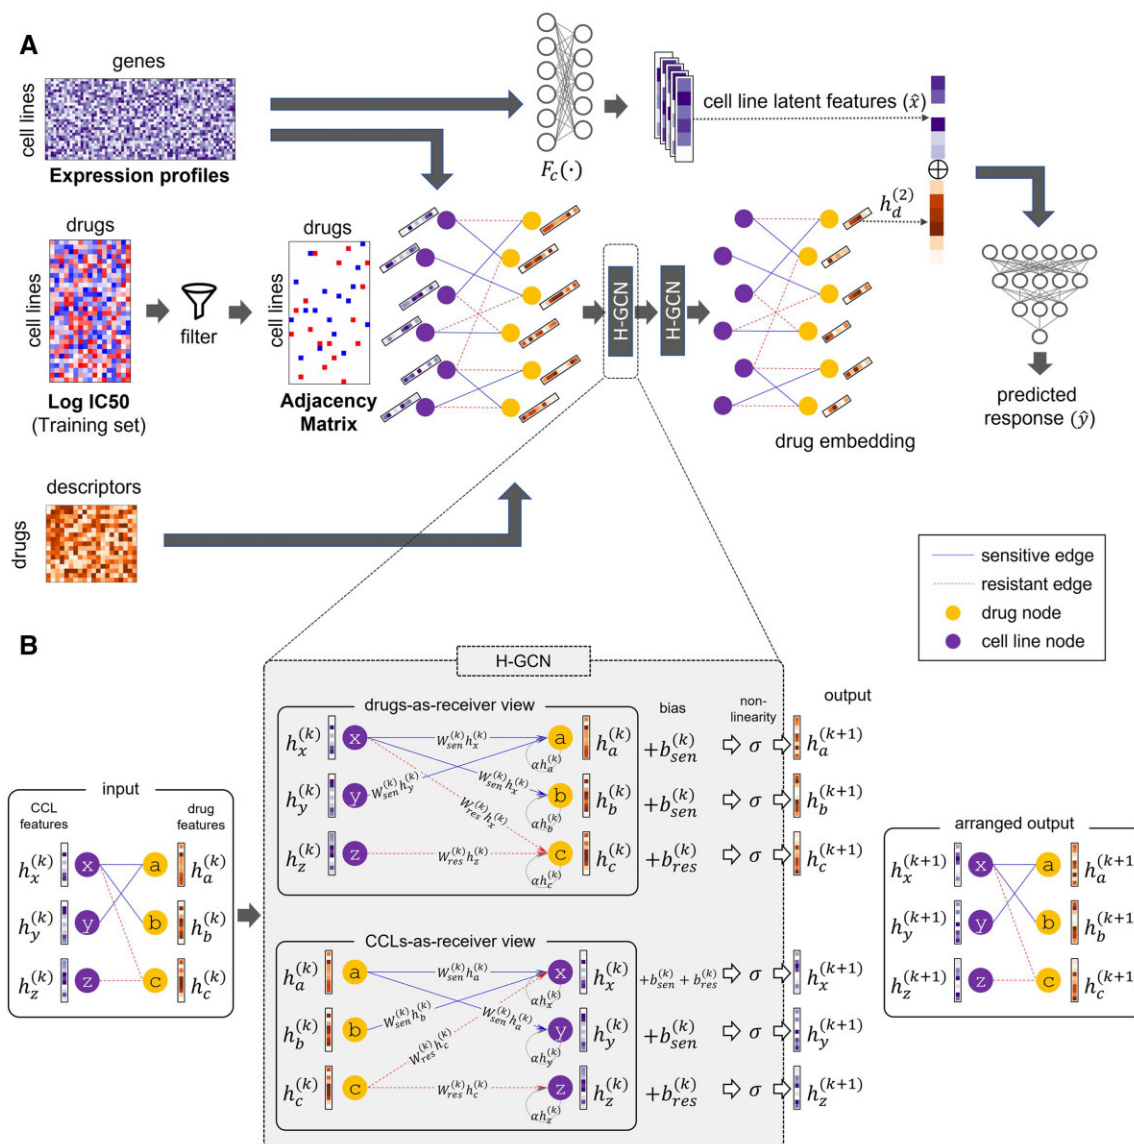 A
genes
cell lines
Expression profiles
F_c(·)
cell line latent features (x̂)
⊕
h_d^(2)
drugs
cell lines
Log IC50
(Training set)
filter
drugs
cell lines
Adjacency
Matrix
H-GCN
H-GCN
drug embedding
predicted
response (ŷ)
descriptors
drugs
sensitive edge
resistant edge
drug node
cell line node
B
H-GCN
input
CCL
features
drug
features
h_x^(k) x a h_a^(k)
h_y^(k) y b h_b^(k)
h_z^(k) z c h_c^(k)
drugs-as-receiver view
bias
non-
linearity
output
h_x^(k) x W_sen^(k) h_x^(k) a αh_a^(k) h_a^(k) +b_sen^(k) σ h_a^(k+1)
h_y^(k) y W_sen^(k) h_y^(k) W_sen^(k) h_x^(k) b αh_b^(k) h_b^(k) +b_sen^(k) σ h_b^(k+1)
W_res^(k) h_x^(k)
h_z^(k) z W_res^(k) h_z^(k) c αh_c^(k) h_c^(k) +b_res^(k) σ h_c^(k+1)
CCLs-as-receiver view
h_a^(k) a W_sen^(k) h_a^(k) x αh_x^(k) h_x^(k) +b_sen^(k) + b_res^(k) σ h_x^(k+1)
h_b^(k) b W_sen^(k) h_b^(k) W_sen^(k) h_a^(k) y αh_y^(k) h_y^(k) +b_sen^(k) σ h_y^(k+1)
W_res^(k) h_c^(k)
h_c^(k) c W_res^(k) h_c^(k) z αh_z^(k) h_z^(k) +b_res^(k) σ h_z^(k+1)
arranged output
h_x^(k+1) x a h_a^(k+1)
h_y^(k+1) y b h_b^(k+1)
h_z^(k+1) z c h_c^(k+1)